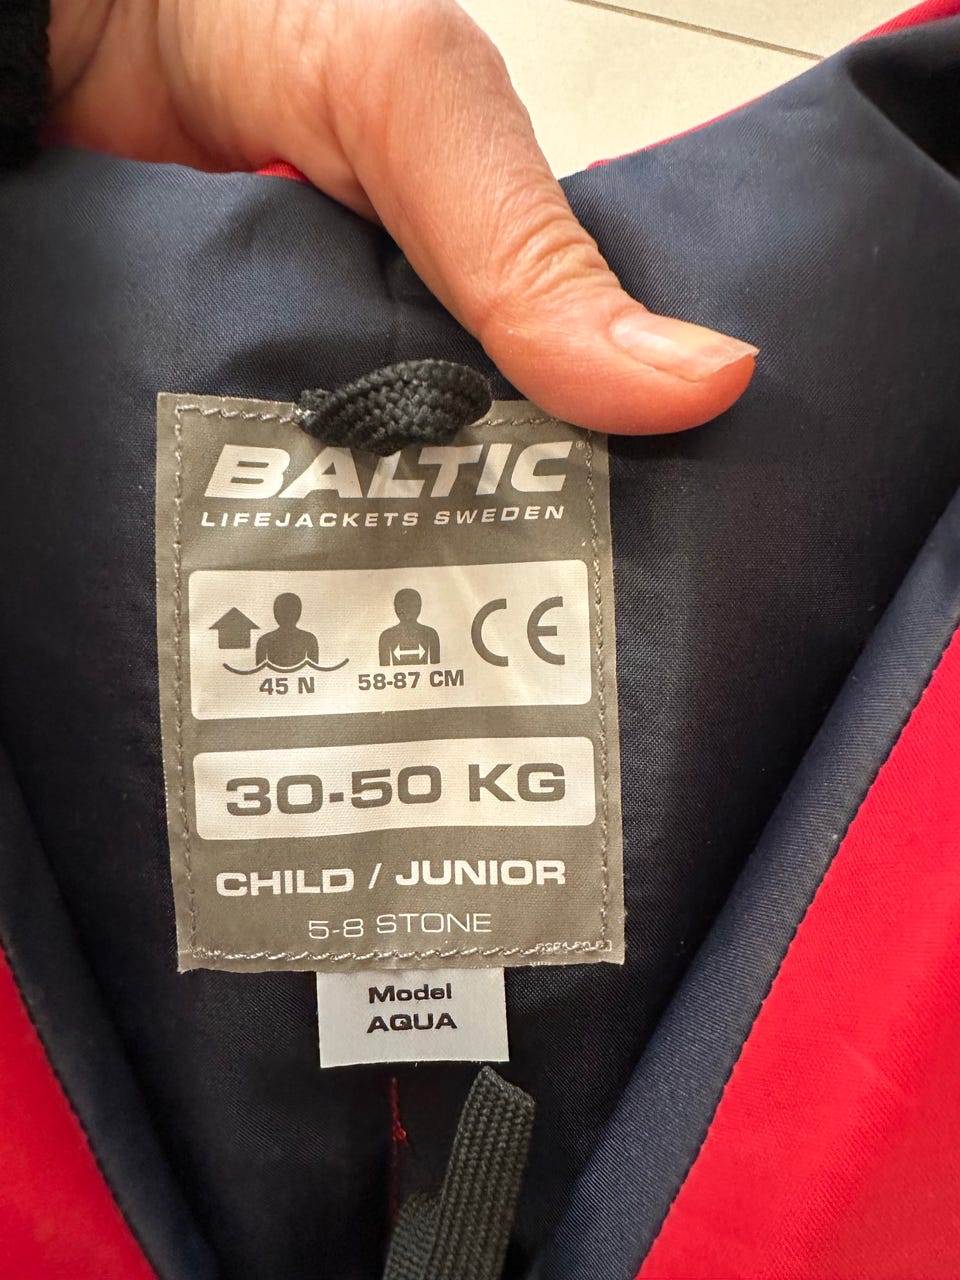 BALTIC®
LIFEJACKETS SWEDEN
45 N
58-87 CM
CE
30-50 KG
CHILD / JUNIOR
5-8 STONE
Model
AQUA